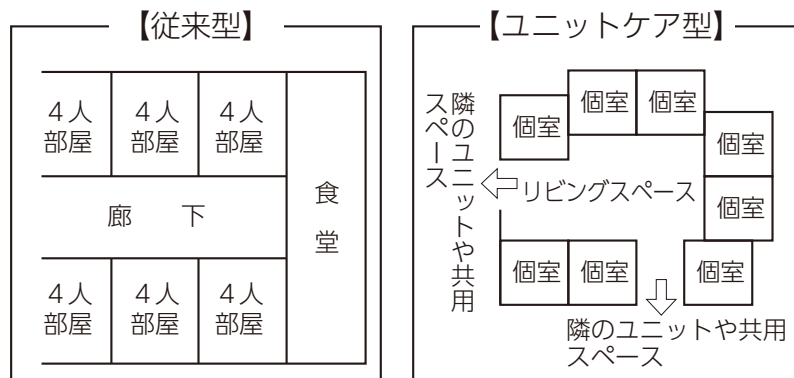 【従来型】
4人
部屋
4人
部屋
4人
部屋
廊　下
食堂
4人
部屋
4人
部屋
4人
部屋
【ユニットケア型】
隣のユニットや共用
スペース
個室
個室
個室
個室
リビングスペース
個室
個室
個室
個室
隣のユニットや共用
スペース